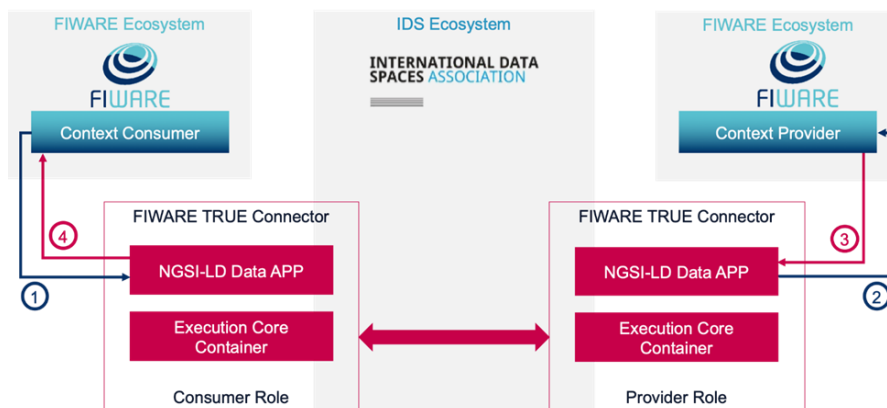 FIWARE Ecosystem
IDS Ecosystem
FIWARE Ecosystem
FIWARE
INTERNATIONAL DATA
SPACES ASSOCIATION
FIWARE
Context Consumer
Context Provider
FIWARE TRUE Connector
FIWARE TRUE Connector
4
3
NGSI-LD Data APP
NGSI-LD Data APP
1
2
Execution Core
Container
Execution Core
Container
Consumer Role
Provider Role